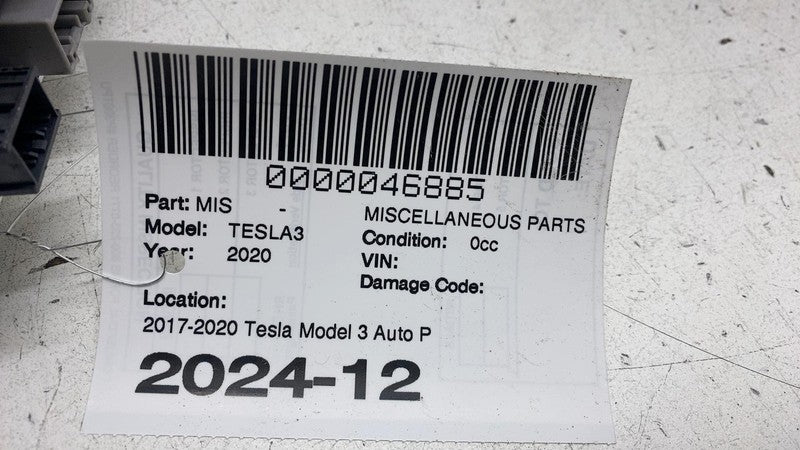 0000046885
Part: MIS - MISCELLANEOUS PARTS
Model: TESLA3 Condition: 0cc
Year: 2020 VIN:
Damage Code:
Location:
2017-2020 Tesla Model 3 Auto P
2024-12